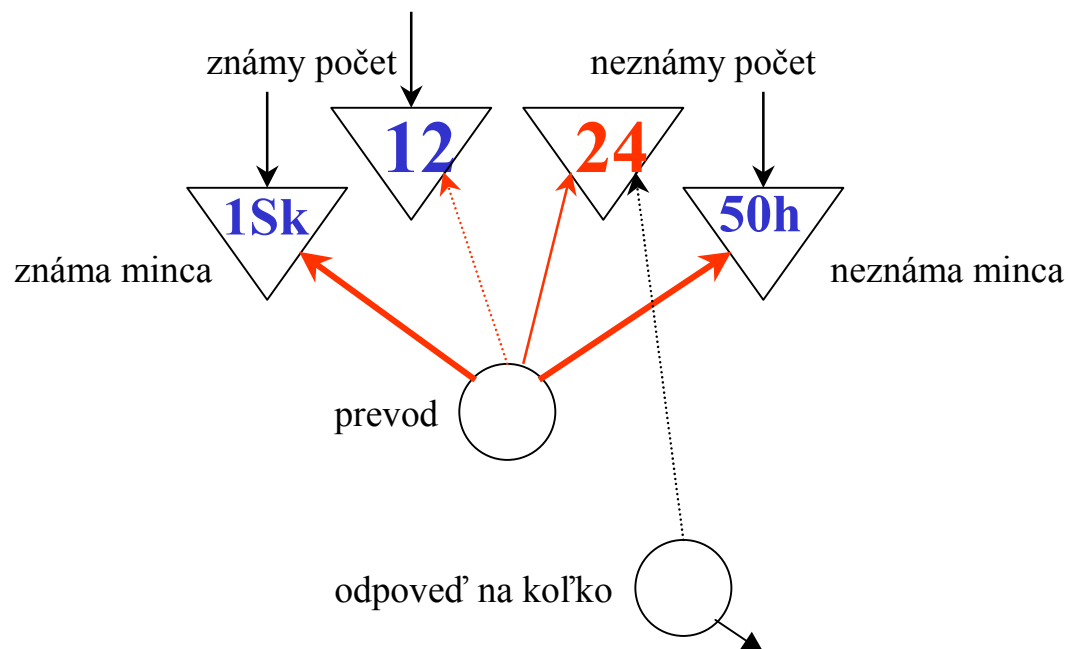 známy počet
neznámy počet
12
24
1Sk
50h
známa minca
neznáma minca
prevod
odpoveď na koľko